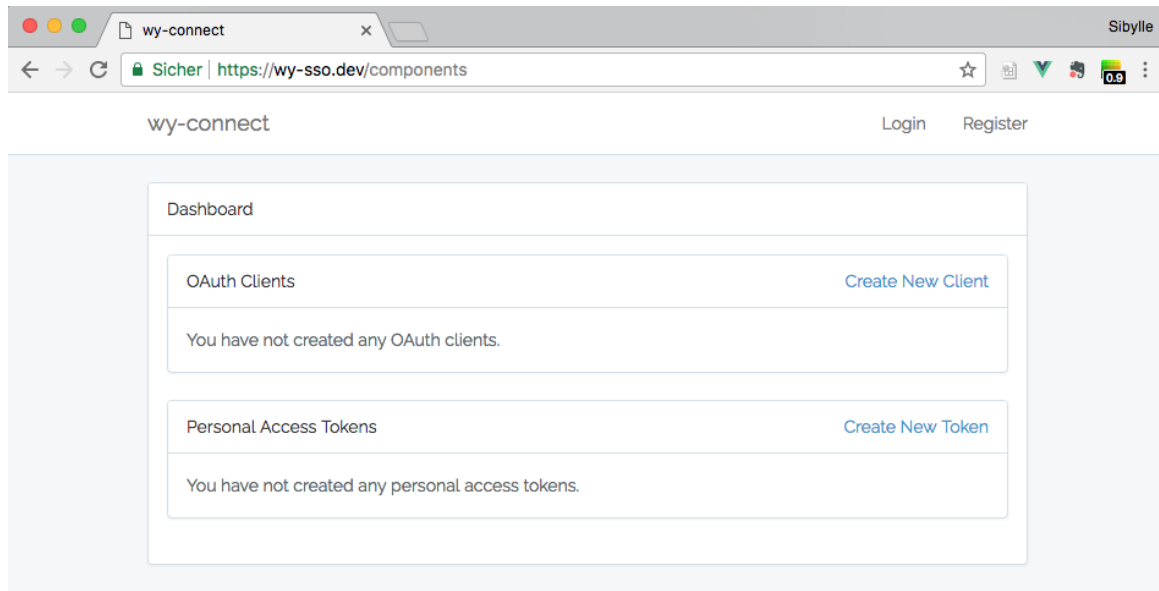 wy-connect
Sibylle
Sicher https://wy-sso.dev/components
0.9
wy-connect
Login Register
Dashboard
OAuth Clients Create New Client
You have not created any OAuth clients.
Personal Access Tokens Create New Token
You have not created any personal access tokens.